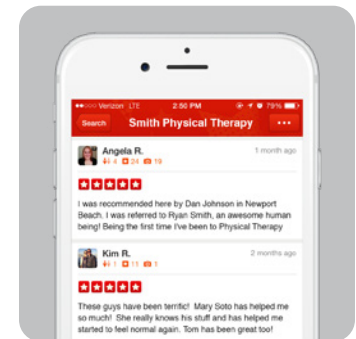 Verizon LTE 2:50 PM 79%
Search Smith Physical Therapy
Angela R. 1 month ago
4 24 19
I was recommended here by Dan Johnson in Newport
Beach. I was referred to Ryan Smith, an awesome human
being! Being the first time I've been to Physical Therapy
Kim R. 2 months ago
1 11 1
These guys have been terrific! Mary Soto has helped me
so much! She really knows his stuff and has helped me
started to feel normal again. Tom has been great too!